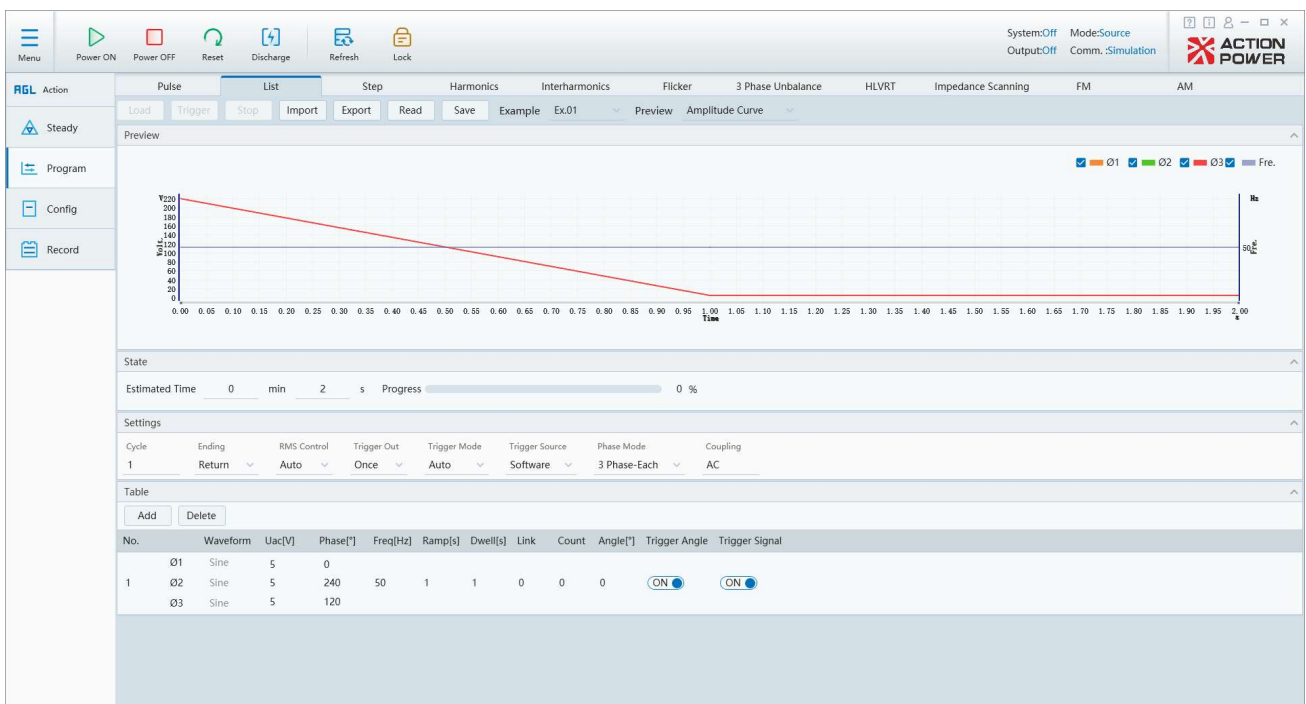 Menu Power ON Power OFF Reset Discharge Refresh Lock
System:Off Mode:Source
Output:Off Comm. :Simulation
ACTION
POWER
AGL Action
Steady
Program
Config
Record
Pulse List Step Harmonics Interharmonics Flicker 3 Phase Unbalance HLVRT Impedance Scanning FM AM
Load Trigger Stop Import Export Read Save Example Ex.01 Preview Amplitude Curve
Preview
Ø1 Ø2 Ø3 Fre.
V Hz
220
200
180
160
140
120
100
80
60
40
20
0
Volt.
50
Fre.
0.00 0.05 0.10 0.15 0.20 0.25 0.30 0.35 0.40 0.45 0.50 0.55 0.60 0.65 0.70 0.75 0.80 0.85 0.90 0.95 1.00 1.05 1.10 1.15 1.20 1.25 1.30 1.35 1.40 1.45 1.50 1.55 1.60 1.65 1.70 1.75 1.80 1.85 1.90 1.95 2.00
Time s
State
Estimated Time 0 min 2 s Progress 0 %
Settings
Cycle Ending RMS Control Trigger Out Trigger Mode Trigger Source Phase Mode Coupling
1 Return Auto Once Auto Software 3 Phase-Each AC
Table
Add Delete
No. Waveform Uac[V] Phase[°] Freq[Hz] Ramp[s] Dwell[s] Link Count Angle[°] Trigger Angle Trigger Signal
Ø1 Sine 5 0
1 Ø2 Sine 5 240 50 1 1 0 0 0 ON ON
Ø3 Sine 5 120